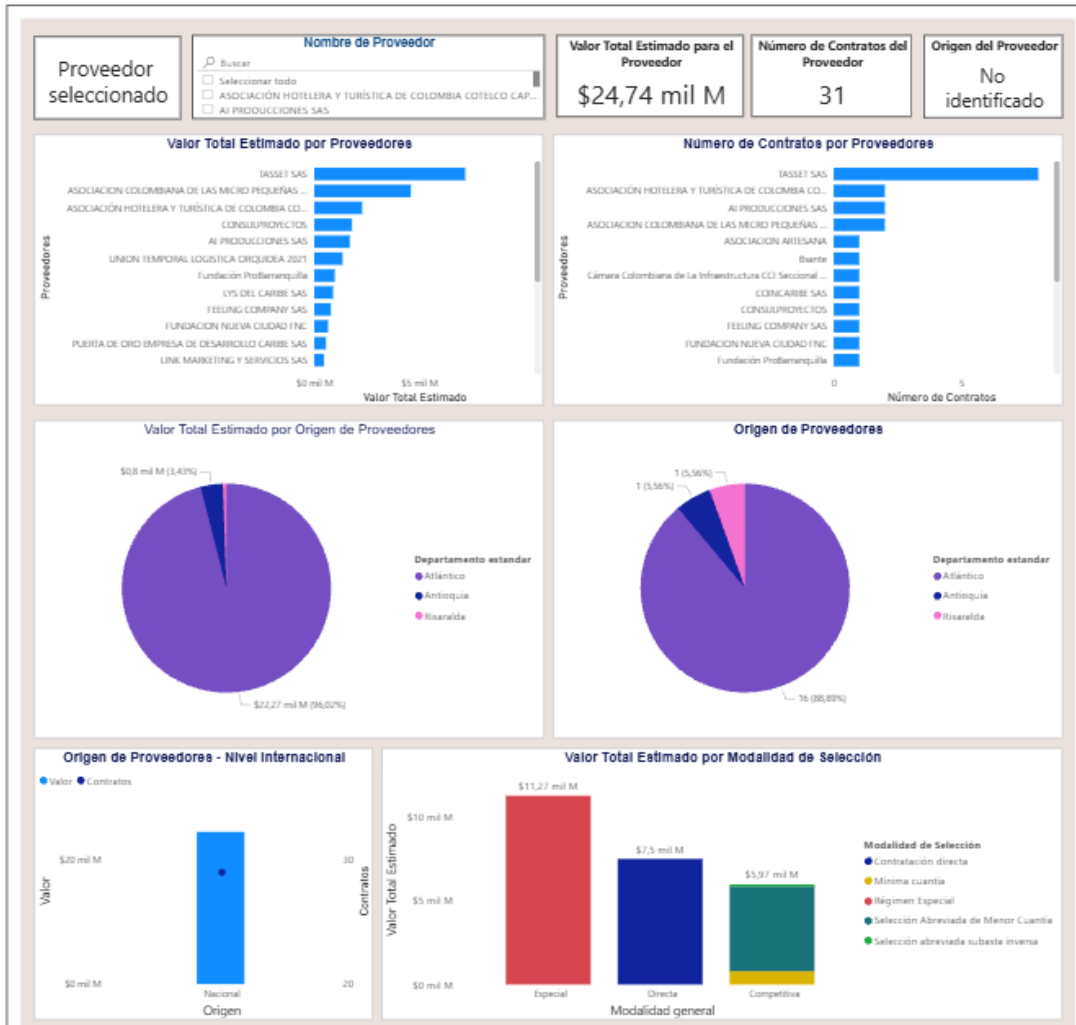 Proveedor
seleccionado
Nombre de Proveedor
Buscar
Seleccionar todo
ASOCIACIÓN HOTELERA Y TURÍSTICA DE COLOMBIA COTELCO CAP...
AI PRODUCCIONES SAS
Valor Total Estimado para el
Proveedor
$24,74 mil M
Número de Contratos del
Proveedor
31
Origen del Proveedor
No
identificado
Valor Total Estimado por Proveedores
Proveedores
TASSET SAS
ASOCIACION COLOMBIANA DE LAS MICRO PEQUEÑAS ...
ASOCIACIÓN HOTELERA Y TURÍSTICA DE COLOMBIA CO...
CONSULPROYECTOS
AI PRODUCCIONES SAS
UNION TEMPORAL LOGISTICA ORQUIDEA 2021
Fundación ProBarranquilla
LYS DEL CARIBE SAS
FEELING COMPANY SAS
FUNDACION NUEVA CIUDAD FNC
PUERTA DE ORO EMPRESA DE DESARROLLO CARIBE SAS
LINK MARKETING Y SERVICIOS SAS
$0 mil M
$5 mil M
Valor Total Estimado
Número de Contratos por Proveedores
Proveedores
TASSET SAS
ASOCIACIÓN HOTELERA Y TURÍSTICA DE COLOMBIA CO...
AI PRODUCCIONES SAS
ASOCIACION COLOMBIANA DE LAS MICRO PEQUEÑAS ...
ASOCIACION ARTESANA
Bsante
Cámara Colombiana de La Infraestructura CCI Seccional ...
COINCARIBE SAS
CONSULPROYECTOS
FEELING COMPANY SAS
FUNDACION NUEVA CIUDAD FNC
Fundación ProBarranquilla
0
5
Número de Contratos
Valor Total Estimado por Origen de Proveedores
$0,8 mil M (3,43%)
$22,27 mil M (96,02%)
Departamento estandar
Atlántico
Antioquia
Risaralda
Origen de Proveedores
1 (5,56%)
1 (5,56%)
16 (88,89%)
Departamento estandar
Atlántico
Antioquia
Risaralda
Origen de Proveedores - Nivel Internacional
Valor
Contratos
Valor
$20 mil M
$0 mil M
30
20
Contratos
Nacional
Origen
Valor Total Estimado por Modalidad de Selección
Valor Total Estimado
$10 mil M
$5 mil M
$0 mil M
$11,27 mil M
$7,5 mil M
$5,97 mil M
Especial
Directa
Competitiva
Modalidad general
Modalidad de Selección
Contratación directa
Mínima cuantía
Régimen Especial
Selección Abreviada de Menor Cuantía
Selección abreviada subasta inversa